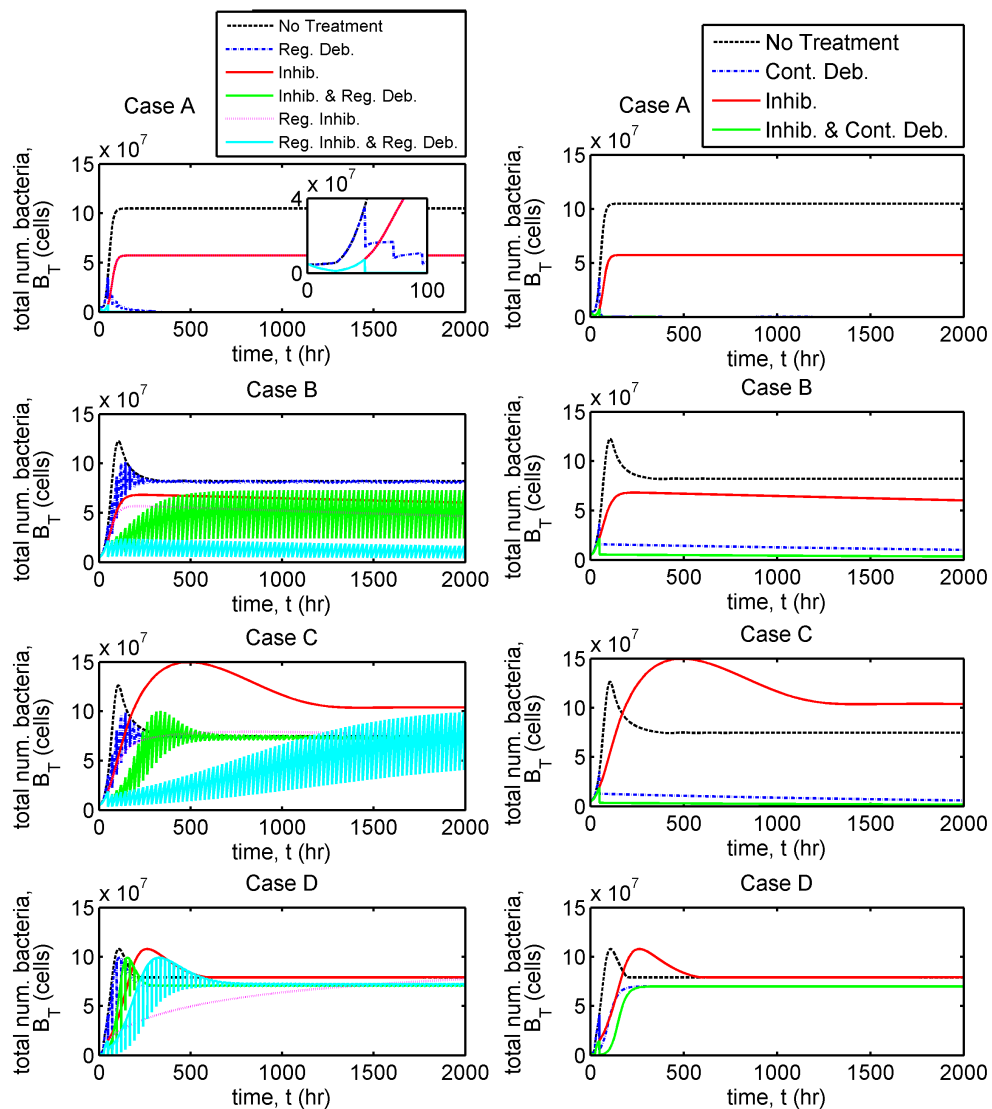 No Treatment
Reg. Deb.
Inhib.
Inhib. & Reg. Deb.
Reg. Inhib.
Reg. Inhib. & Reg. Deb.
No Treatment
Cont. Deb.
Inhib.
Inhib. & Cont. Deb.
Case A
x 10^7
15
10
5
0
total num. bacteria,
B_T (cells)
4 x 10^7
0
0 100
0 500 1000 1500 2000
time, t (hr)
Case A
x 10^7
15
10
5
0
total num. bacteria,
B_T (cells)
0 500 1000 1500 2000
time, t (hr)
Case B
x 10^7
15
10
5
0
total num. bacteria,
B_T (cells)
0 500 1000 1500 2000
time, t (hr)
Case B
x 10^7
15
10
5
0
total num. bacteria,
B_T (cells)
0 500 1000 1500 2000
time, t (hr)
Case C
x 10^7
15
10
5
0
total num. bacteria,
B_T (cells)
0 500 1000 1500 2000
time, t (hr)
Case C
x 10^7
15
10
5
0
total num. bacteria,
B_T (cells)
0 500 1000 1500 2000
time, t (hr)
Case D
x 10^7
15
10
5
0
total num. bacteria,
B_T (cells)
0 500 1000 1500 2000
time, t (hr)
Case D
x 10^7
15
10
5
0
total num. bacteria,
B_T (cells)
0 500 1000 1500 2000
time, t (hr)